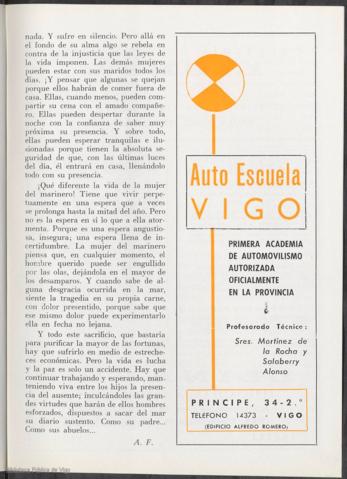 nada. Y sufre en silencio. Pero allá en
el fondo de su alma algo se rebela en
contra de la injusticia que las leyes de
la vida imponen. Las demás mujeres
pueden estar con sus maridos todos los
días. ¡Y pensar que algunas se quejan
porque ellos habrán de comer fuera de
casa. Ellas, cuando menos, pueden com-
partir su cena con el amado compañe-
ro. Ellas pueden despertar durante la
noche con la confianza de saber muy
próxima su presencia. Y sobre todo,
ellas pueden esperar tranquilas e ilu-
sionadas porque tienen la absoluta se-
guridad de que, con las últimas luces
del día, él entrará en casa, llenándolo
todo con su presencia.
¡Qué diferente la vida de la mujer
del marinero! Tiene que vivir perpe-
tuamente en una espera que a veces
se prolonga hasta la mitad del año. Pero
no es la espera en sí lo que a ella ator-
menta. Porque es una espera angustio-
sa, insegura; una espera llena de in-
certidumbre. La mujer del marinero
piensa que, en cualquier momento, el
hombre querido puede ser engullido
por las olas, dejándola en el mayor de
los desamparos. Y cuando sabe de al-
guna desgracia ocurrida en la mar,
siente la tragedia en su propia carne,
con dolor presentido, porque sabe que
ese mismo dolor puede experimentarlo
ella en fecha no lejana.
Y todo este sacrificio, que bastaría
para purificar la mayor de las fortunas,
hay que sufrirlo en medio de estreche-
ces económicas. Pero la vida es lucha
y la paz es solo un accidente. Hay que
continuar trabajando y esperando, man-
teniendo viva entre los hijos la presen-
cia del ausente; inculcándoles las gran-
des virtudes que harán de ellos hombres
esforzados, dispuestos a sacar del mar
su diario sustento. Como su padre...
Como sus abuelos...
A. F.
Auto Escuela
VIGO
PRIMERA ACADEMIA
DE AUTOMOVILISMO
AUTORIZADA
OFICIALMENTE
EN LA PROVINCIA
Profesorado Técnico:
Sres. Martínez de
la Rocha y
Salaberry
Alonso
PRINCIPE, 34-2.º
TELEFONO 14373 - VIGO
(EDIFICIO ALFREDO ROMERO)
Biblioteca Pública de Vigo